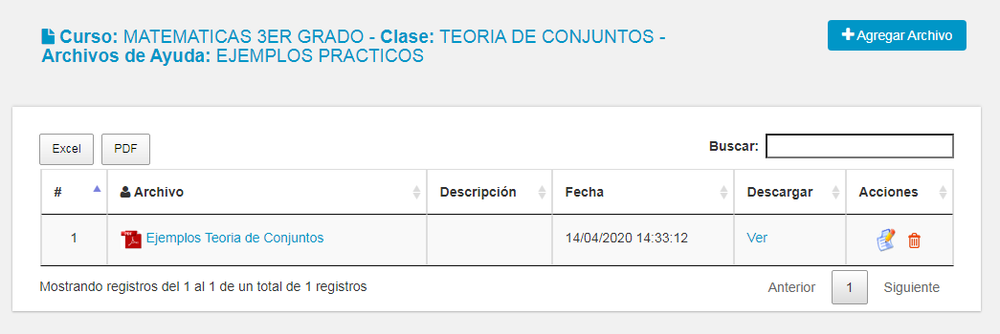 Curso: MATEMATICAS 3ER GRADO - Clase: TEORIA DE CONJUNTOS -
Archivos de Ayuda: EJEMPLOS PRACTICOS
Agregar Archivo
Excel PDF Buscar:
# Archivo Descripción Fecha Descargar Acciones
1 Ejemplos Teoria de Conjuntos 14/04/2020 14:33:12 Ver
Mostrando registros del 1 al 1 de un total de 1 registros Anterior 1 Siguiente